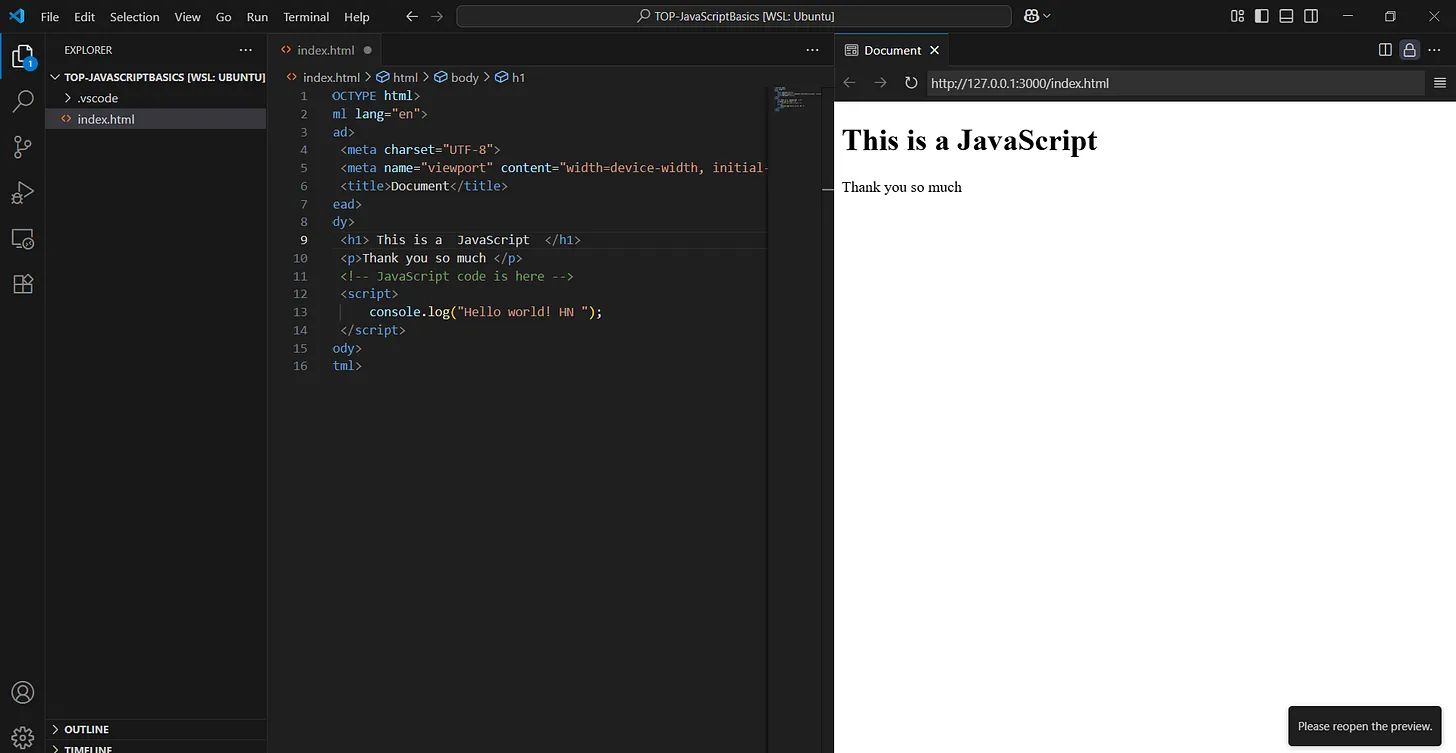 File Edit Selection View Go Run Terminal Help
TOP-JavaScriptBasics [WSL: Ubuntu]
1
EXPLORER
TOP-JAVASCRIPTBASICS [WSL: UBUNTU]
.vscode
index.html
OUTLINE
TIMELINE
index.html
index.html > html > body > h1
1 OCTYPE html>
2 ml lang="en">
3 ad>
4 <meta charset="UTF-8">
5 <meta name="viewport" content="width=device-width, initial-
6 <title>Document</title>
7 ead>
8 dy>
9 <h1> This is a  JavaScript  </h1>
10 <p>Thank you so much </p>
11 <!-- JavaScript code is here -->
12 <script>
13 console.log("Hello world! HN ");
14 </script>
15 ody>
16 tml>
Document
http://127.0.0.1:3000/index.html
This is a JavaScript
Thank you so much
Please reopen the preview.